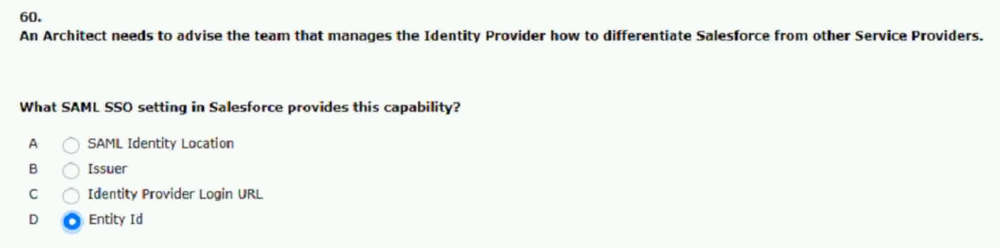 60.
An Architect needs to advise the team that manages the Identity Provider how to differentiate Salesforce from other Service Providers.
What SAML SSO setting in Salesforce provides this capability?
A SAML Identity Location
B Issuer
C Identity Provider Login URL
D Entity Id